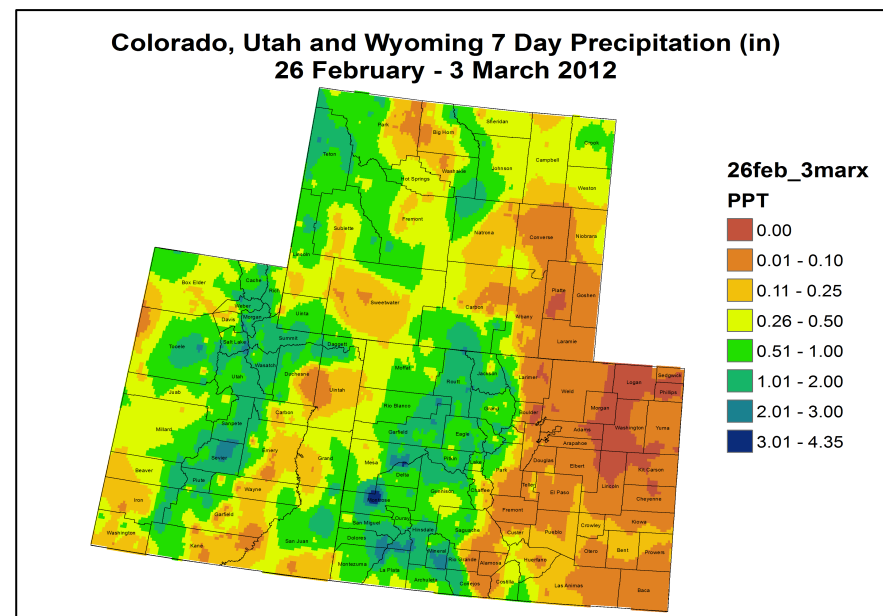 Colorado, Utah and Wyoming 7 Day Precipitation (in)
26 February - 3 March 2012
26feb_3marx
PPT
0.00
0.01 - 0.10
0.11 - 0.25
0.26 - 0.50
0.51 - 1.00
1.01 - 2.00
2.01 - 3.00
3.01 - 4.35
Park
Big Horn
Sheridan
Crook
Teton
Washakie
Johnson
Campbell
Hot Springs
Weston
Fremont
Sublette
Natrona
Converse
Niobrara
Lincoln
Platte
Goshen
Sweetwater
Carbon
Albany
Uinta
Laramie
Box Elder
Cache
Rich
Weber
Davis
Morgan
Salt Lake
Summit
Daggett
Tooele
Wasatch
Duchesne
Utah
Uintah
Juab
Carbon
Sanpete
Millard
Emery
Grand
Sevier
Beaver
Piute
Wayne
Iron
Garfield
Washington
Kane
San Juan
Moffat
Routt
Jackson
Larimer
Weld
Logan
Sedgwick
Phillips
Rio Blanco
Grand
Boulder
Morgan
Washington
Yuma
Garfield
Eagle
Adams
Arapahoe
Mesa
Pitkin
Lake
Park
Douglas
Elbert
Kit Carson
Delta
Gunnison
Chaffee
Teller
El Paso
Lincoln
Cheyenne
Montrose
Fremont
San Miguel
Ouray
Hinsdale
Saguache
Custer
Pueblo
Crowley
Kiowa
Dolores
Mineral
Rio Grande
Alamosa
Huerfano
Otero
Bent
Prowers
Montezuma
La Plata
Archuleta
Conejos
Costilla
Las Animas
Baca